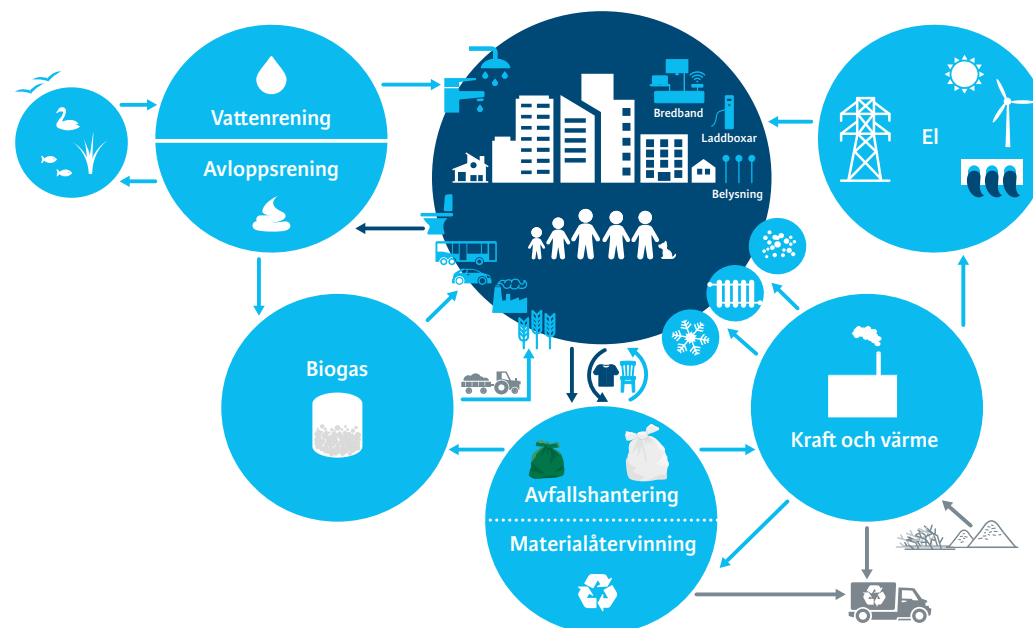 Vattenrening
Avloppsrening
Bredband
Laddboxar
Belysning
El
Biogas
Kraft och värme
Avfallshantering
Materialåtervinning